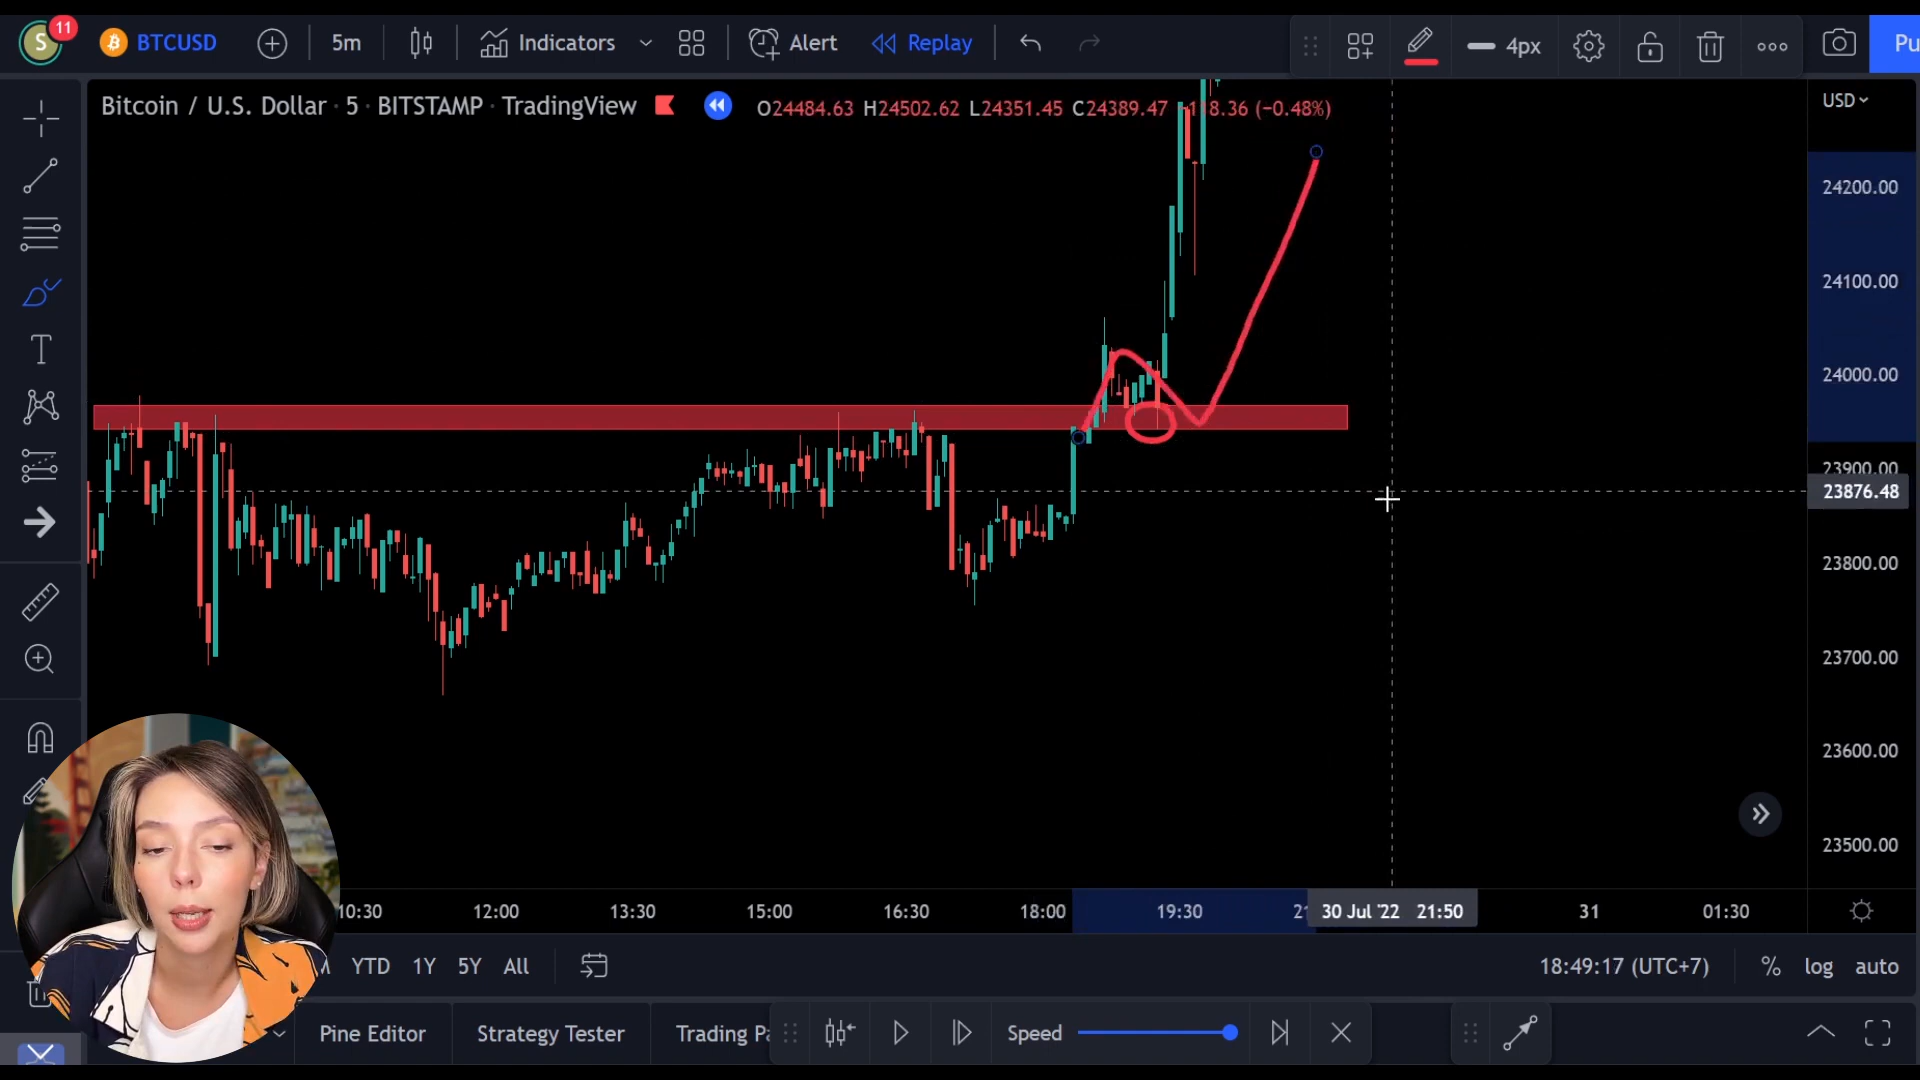 S 11 BTCUSD 5m Indicators Alert Replay 4px Pu
Bitcoin / U.S. Dollar · 5 · BITSTAMP · TradingView O24484.63 H24502.62 L24351.45 C24389.47 (−0.48%)
USD
24200.00
24100.00
24000.00
23900.00
23876.48
23800.00
23700.00
23600.00
23500.00
10:30 12:00 13:30 15:00 16:30 18:00 19:30 21 30 Jul '22 21:50 31 01:30
YTD 1Y 5Y All 18:49:17 (UTC+7) % log auto
Pine Editor Strategy Tester Trading Pa Speed